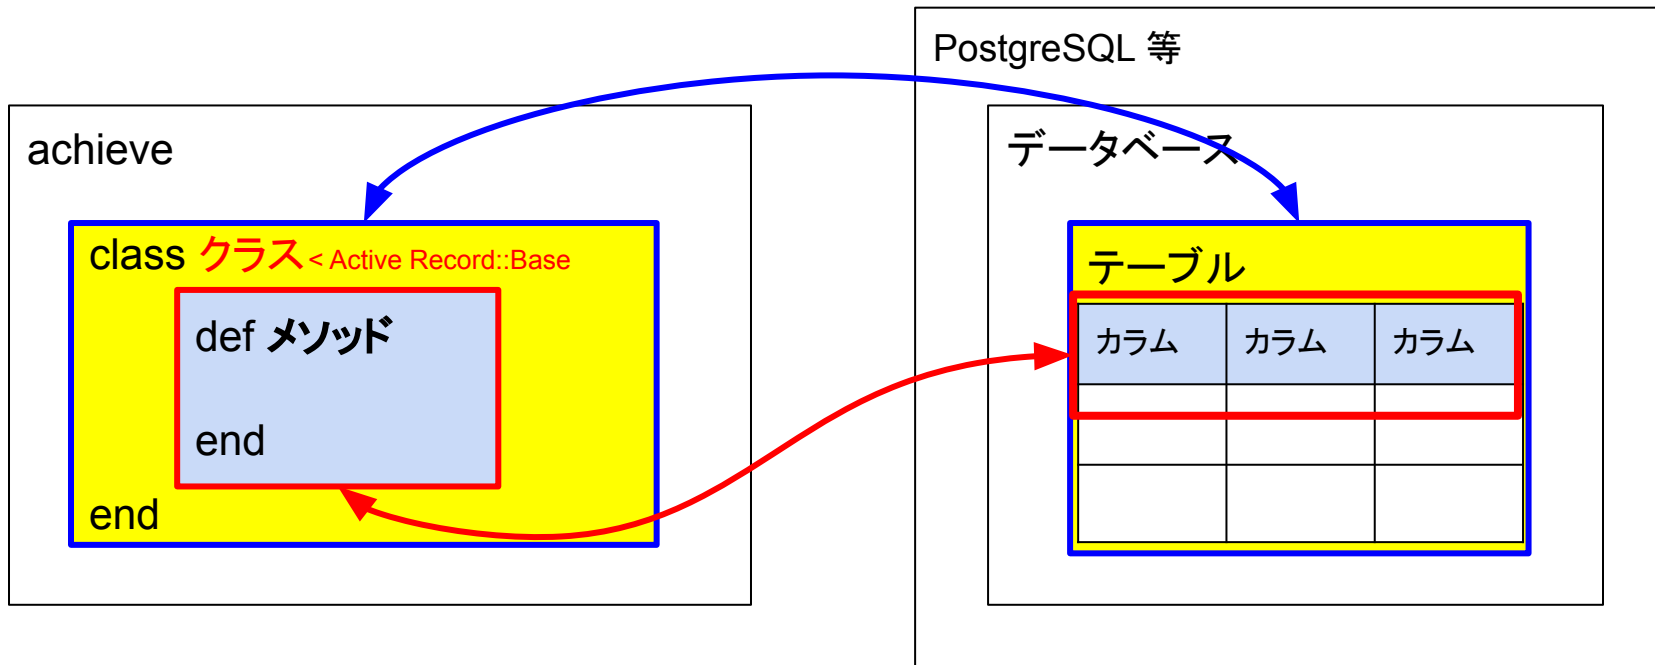 achieve
class クラス < Active Record::Base
def メソッド
end
end
PostgreSQL 等
データベース
テーブル
カラム カラム カラム